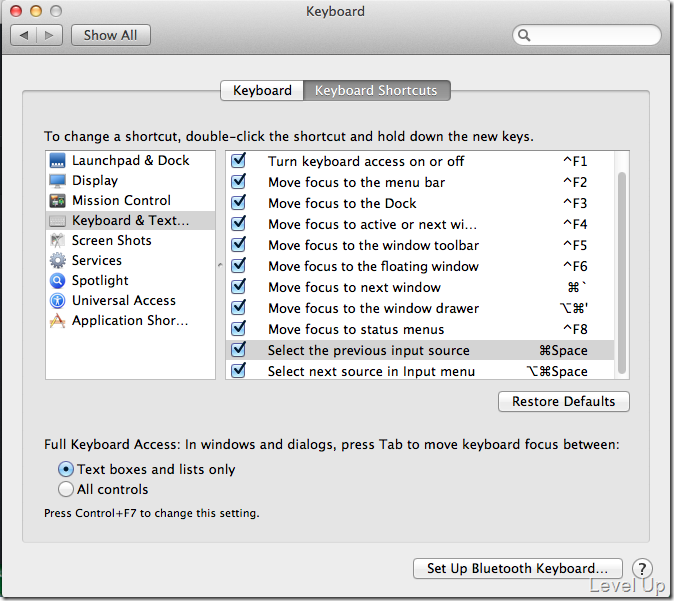 Keyboard
Show All
Keyboard Keyboard Shortcuts
To change a shortcut, double-click the shortcut and hold down the new keys.
Launchpad & Dock
Display
Mission Control
Keyboard & Text...
Screen Shots
Services
Spotlight
Universal Access
Application Shor...
Turn keyboard access on or off ^F1
Move focus to the menu bar ^F2
Move focus to the Dock ^F3
Move focus to active or next wi... ^F4
Move focus to the window toolbar ^F5
Move focus to the floating window ^F6
Move focus to next window ⌘`
Move focus to the window drawer ⌥⌘'
Move focus to status menus ^F8
Select the previous input source ⌘Space
Select next source in Input menu ⌥⌘Space
Restore Defaults
Full Keyboard Access: In windows and dialogs, press Tab to move keyboard focus between:
Text boxes and lists only
All controls
Press Control+F7 to change this setting.
Set Up Bluetooth Keyboard... ?
Level Up